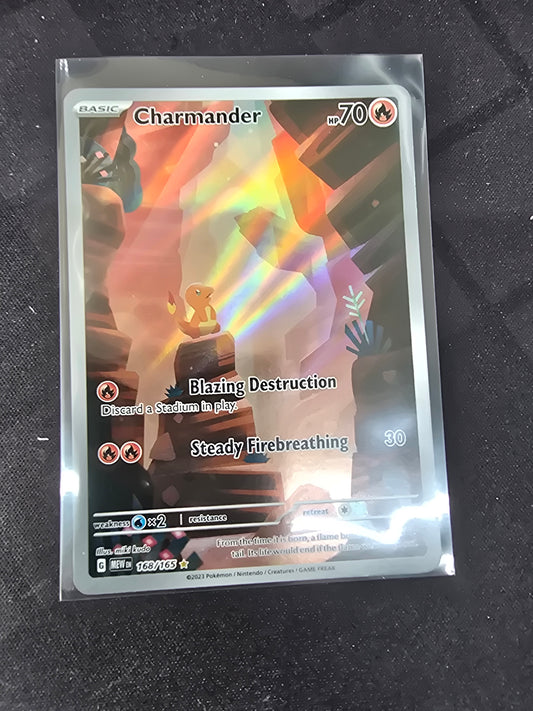 BASIC Charmander HP70
Blazing Destruction
Discard a Stadium in play.
Steady Firebreathing 30
weakness ×2 resistance retreat
Illus. miki kudo
From the time it is born, a flame bu
tail. Its life would end if the
G MEW EN 168/165
©2023 Pokémon / Nintendo / Creatures / GAME FREAK